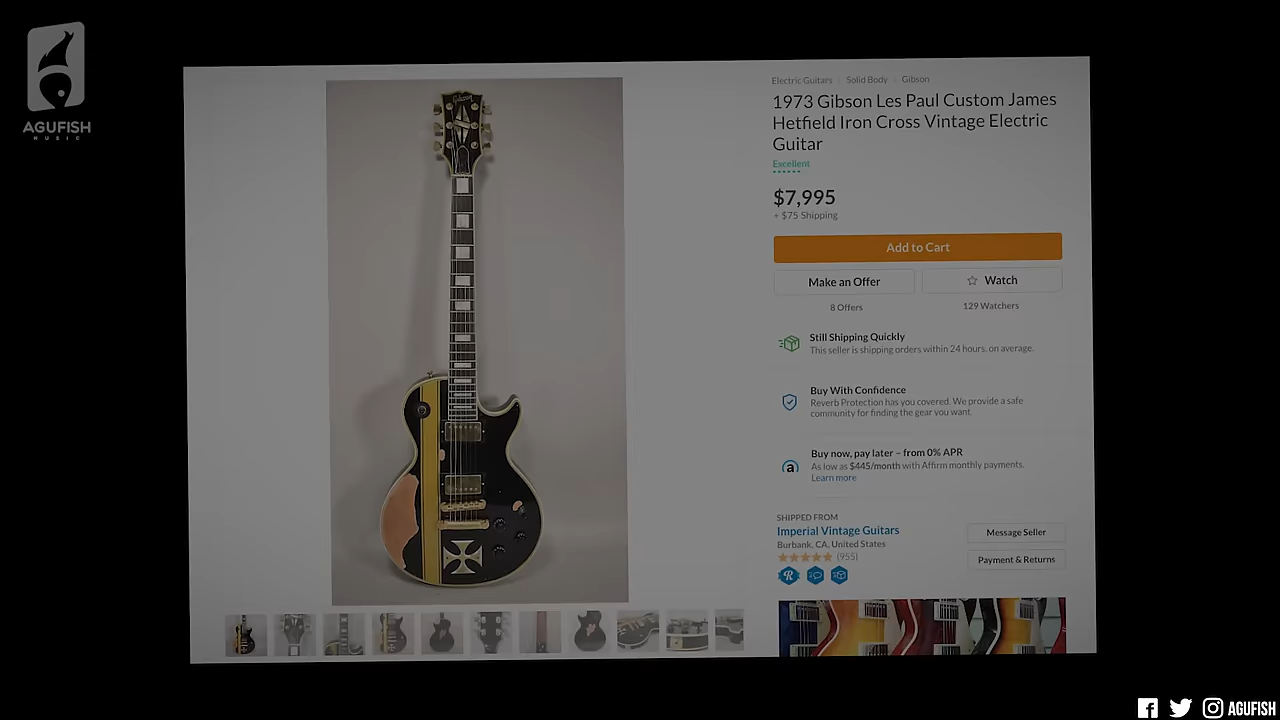 AGUFISH
MUSIC
Electric Guitars
Solid Body
Gibson
1973 Gibson Les Paul Custom James
Hetfield Iron Cross Vintage Electric
Guitar
Excellent
$7,995
+ $75 Shipping
Add to Cart
Make an Offer
Watch
8 Offers
129 Watchers
Still Shipping Quickly
This seller is shipping orders within 24 hours, on average.
Buy With Confidence
Reverb Protection has you covered. We provide a safe
community for finding the gear you want.
Buy now, pay later – from 0% APR
As low as $445/month with Affirm monthly payments.
Learn more
SHIPPED FROM
Imperial Vintage Guitars
Burbank, CA, United States
(955)
Message Seller
Payment & Returns
Gibson
AGUFISH